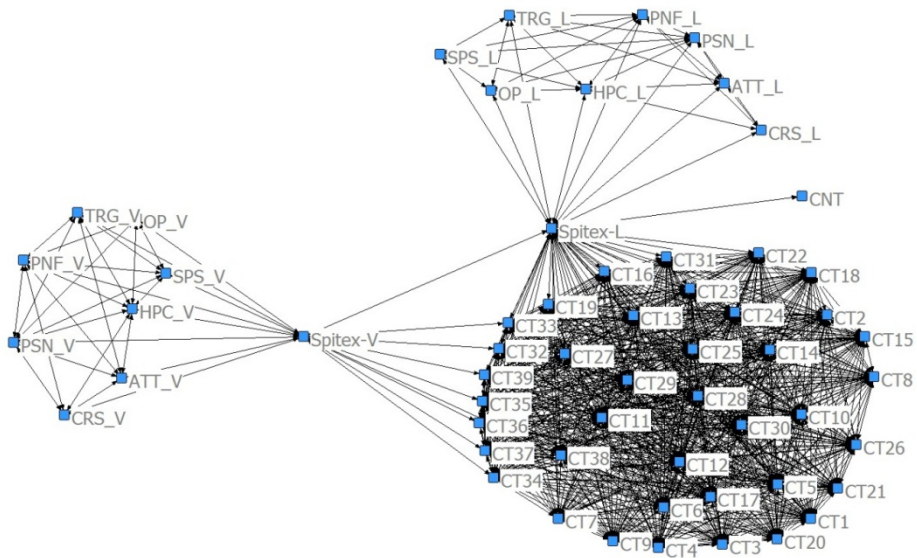 TRG_L
PNF_L
PSN_L
SPS_L
OP_L
HPC_L
ATT_L
CRS_L
CNT
Spitex-L
TRG_V
OP_V
PNF_V
SPS_V
HPC_V
PSN_V
ATT_V
CRS_V
Spitex-V
CT31
CT22
CT16
CT18
CT23
CT19
CT33
CT13
CT24
CT2
CT15
CT32
CT27
CT25
CT14
CT39
CT29
CT8
CT35
CT28
CT36
CT11
CT30
CT10
CT37
CT38
CT12
CT26
CT34
CT5
CT21
CT7
CT6
CT17
CT1
CT9
CT4
CT3
CT20